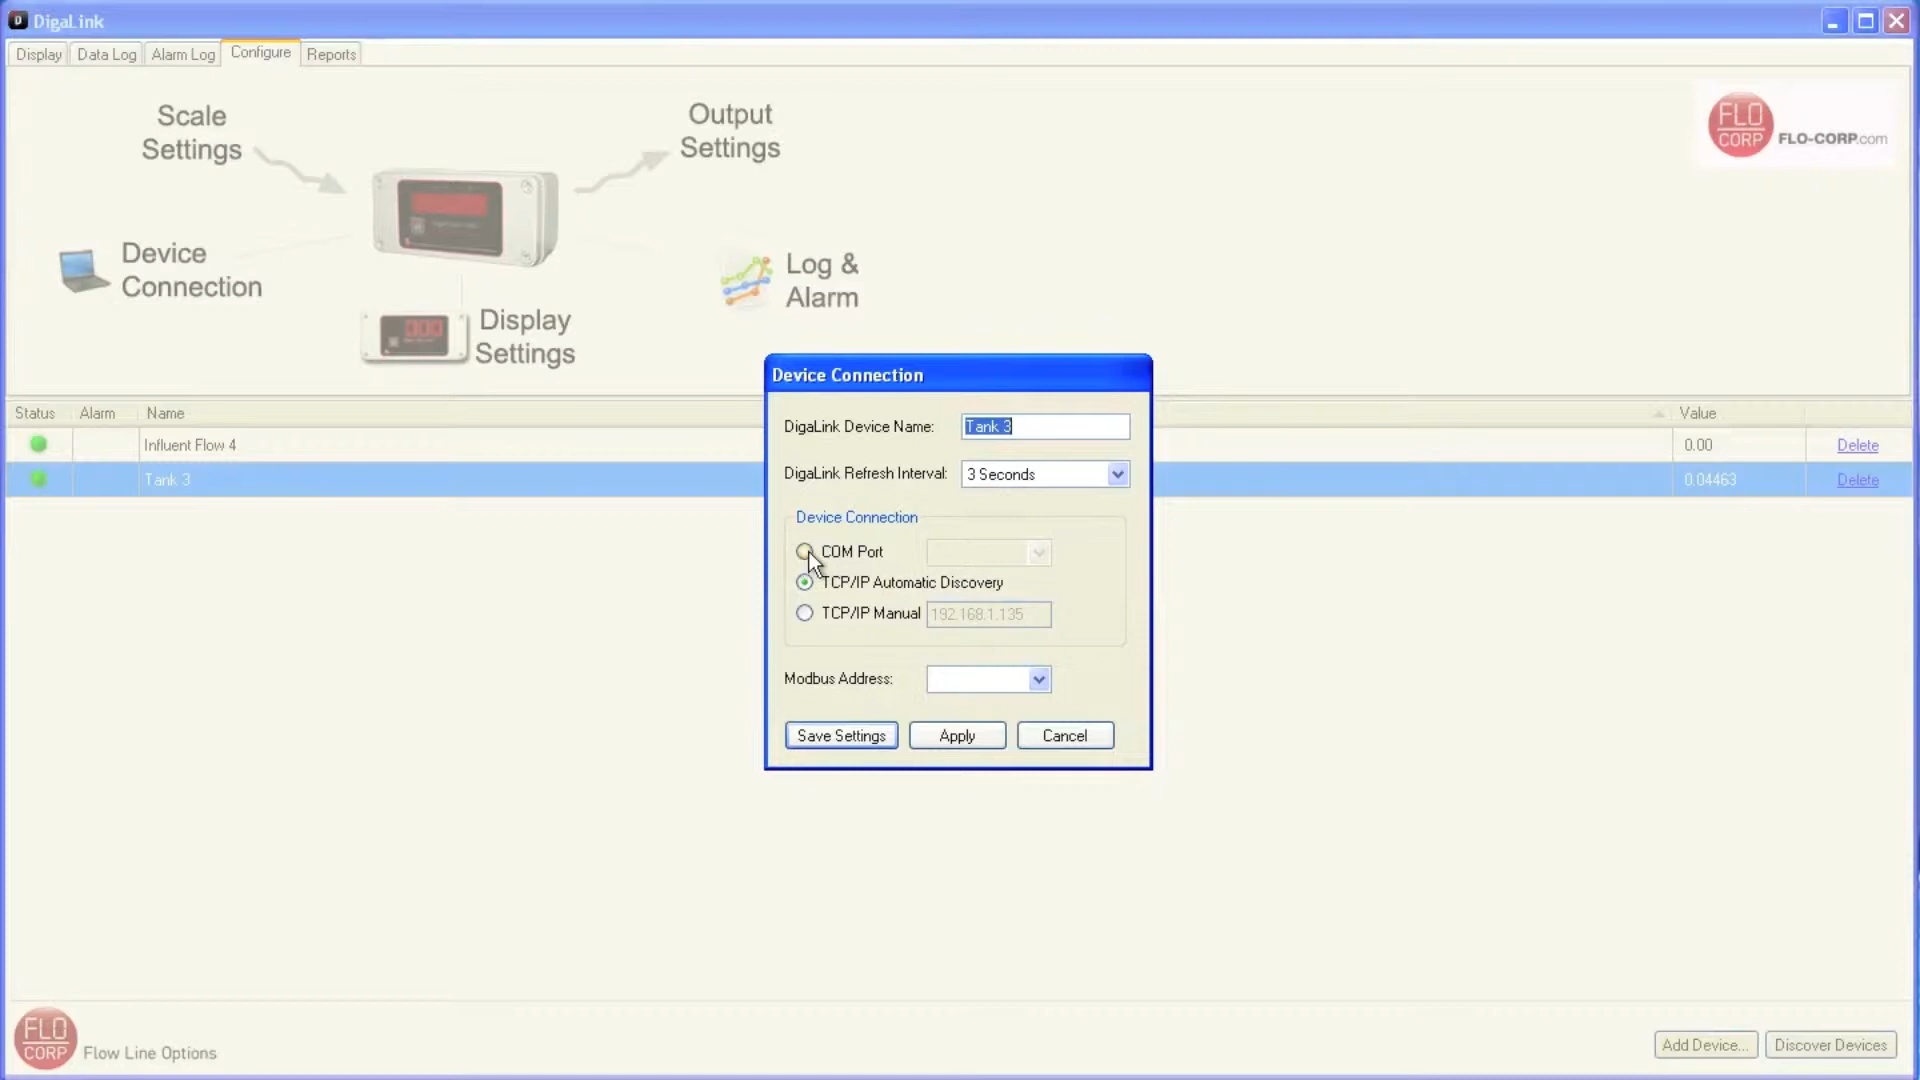 DigaLink
Display Data Log Alarm Log Configure Reports
Scale
Settings
Output
Settings
FLO
CORP
FLO-CORP.com
Device
Connection
Log &
Alarm
Display
Settings
Status Alarm Name Value
Influent Flow 4 0.00 Delete
Tank 3 0.04463 Delete
Device Connection
DigaLink Device Name: Tank 3
DigaLink Refresh Interval: 3 Seconds
Device Connection
COM Port
TCP/IP Automatic Discovery
TCP/IP Manual 192.168.1.135
Modbus Address:
Save Settings Apply Cancel
FLO
CORP
Flow Line Options
Add Device... Discover Devices